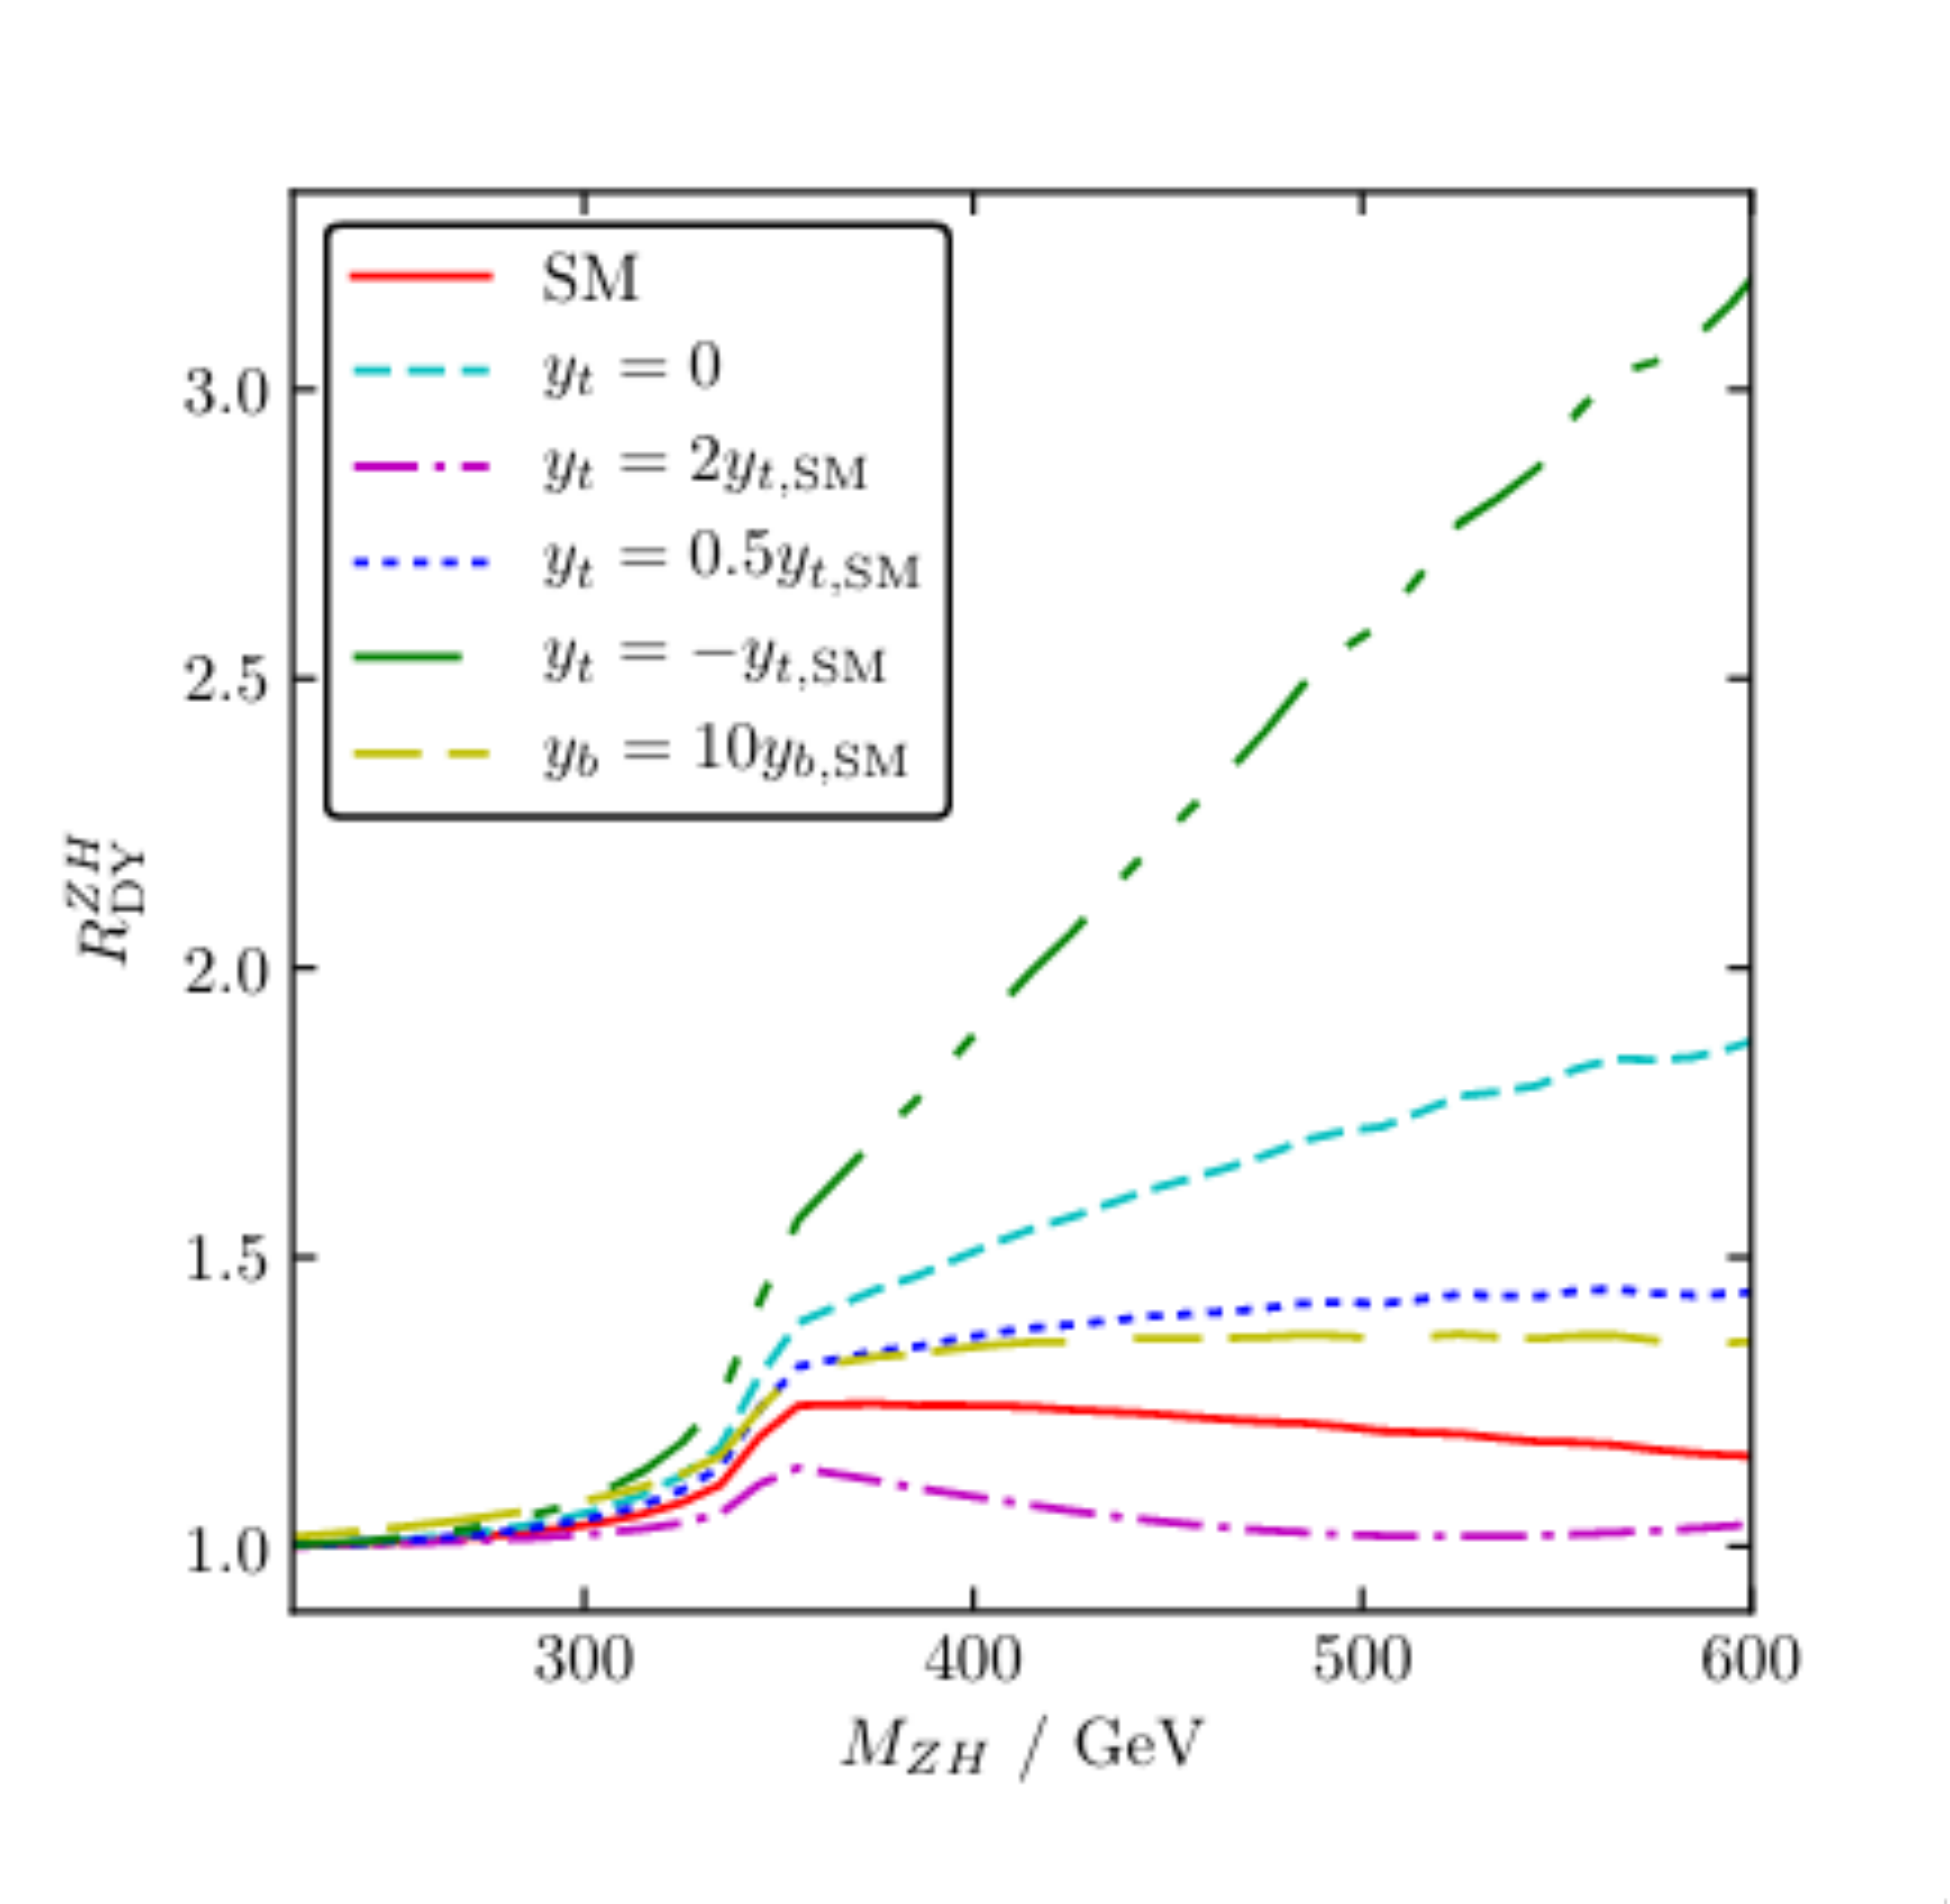 SM
y_t = 0
y_t = 2y_{t,SM}
y_t = 0.5y_{t,SM}
y_t = −y_{t,SM}
y_b = 10y_{b,SM}
3.0
2.5
2.0
1.5
1.0
R^{ZH}_{DY}
300 400 500 600
M_{ZH} / GeV